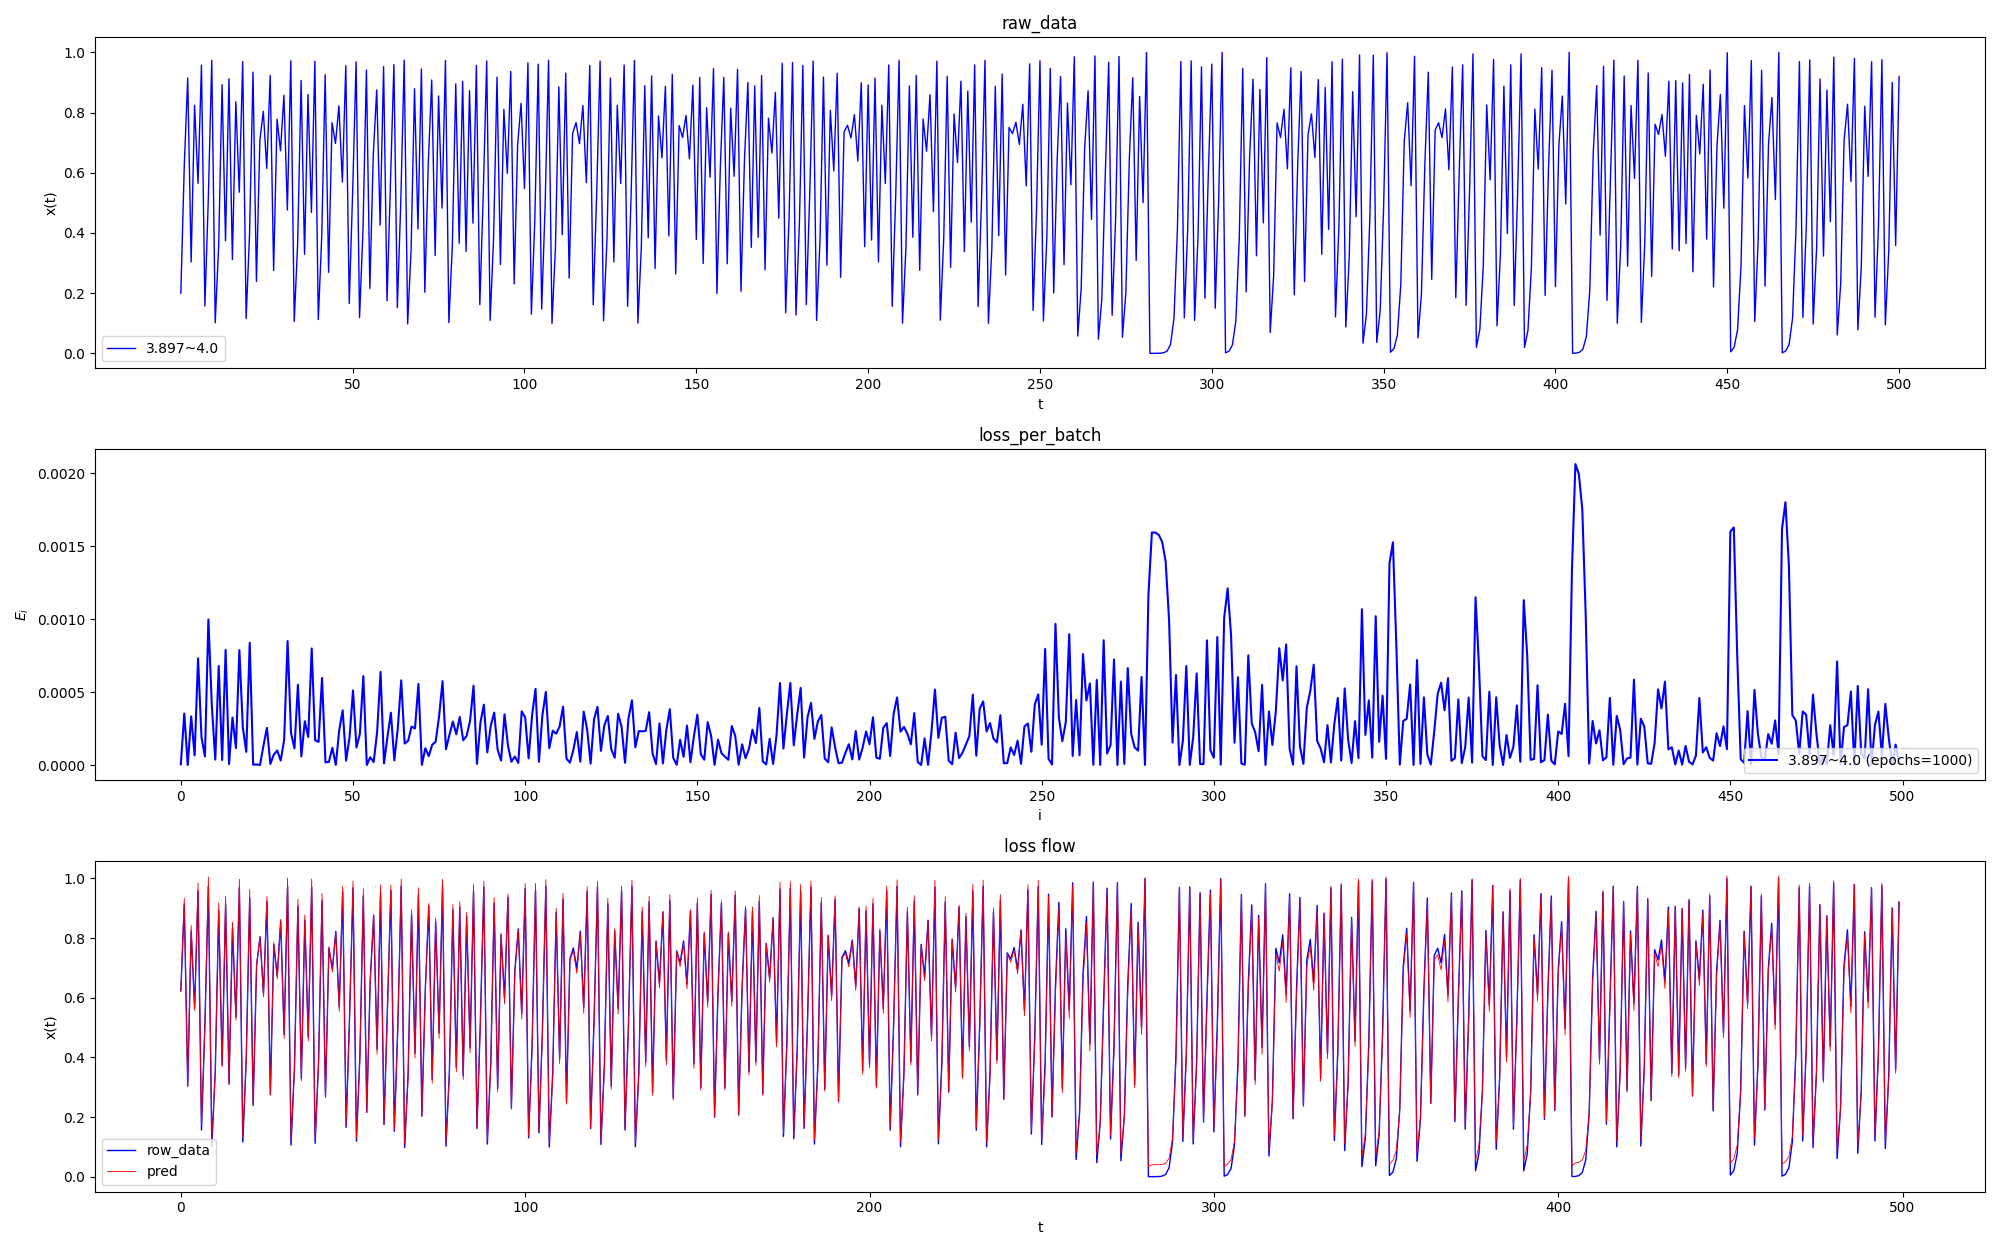 raw_data
1.0
0.8
0.6
0.4
0.2
0.0
x(t)
3.897~4.0
50 100 150 200 250 300 350 400 450 500
t
loss_per_batch
0.0020
0.0015
0.0010
0.0005
0.0000
E_i
3.897~4.0 (epochs=1000)
0 50 100 150 200 250 300 350 400 450 500
i
loss flow
1.0
0.8
0.6
0.4
0.2
0.0
x(t)
row_data
pred
0 100 200 300 400 500
t